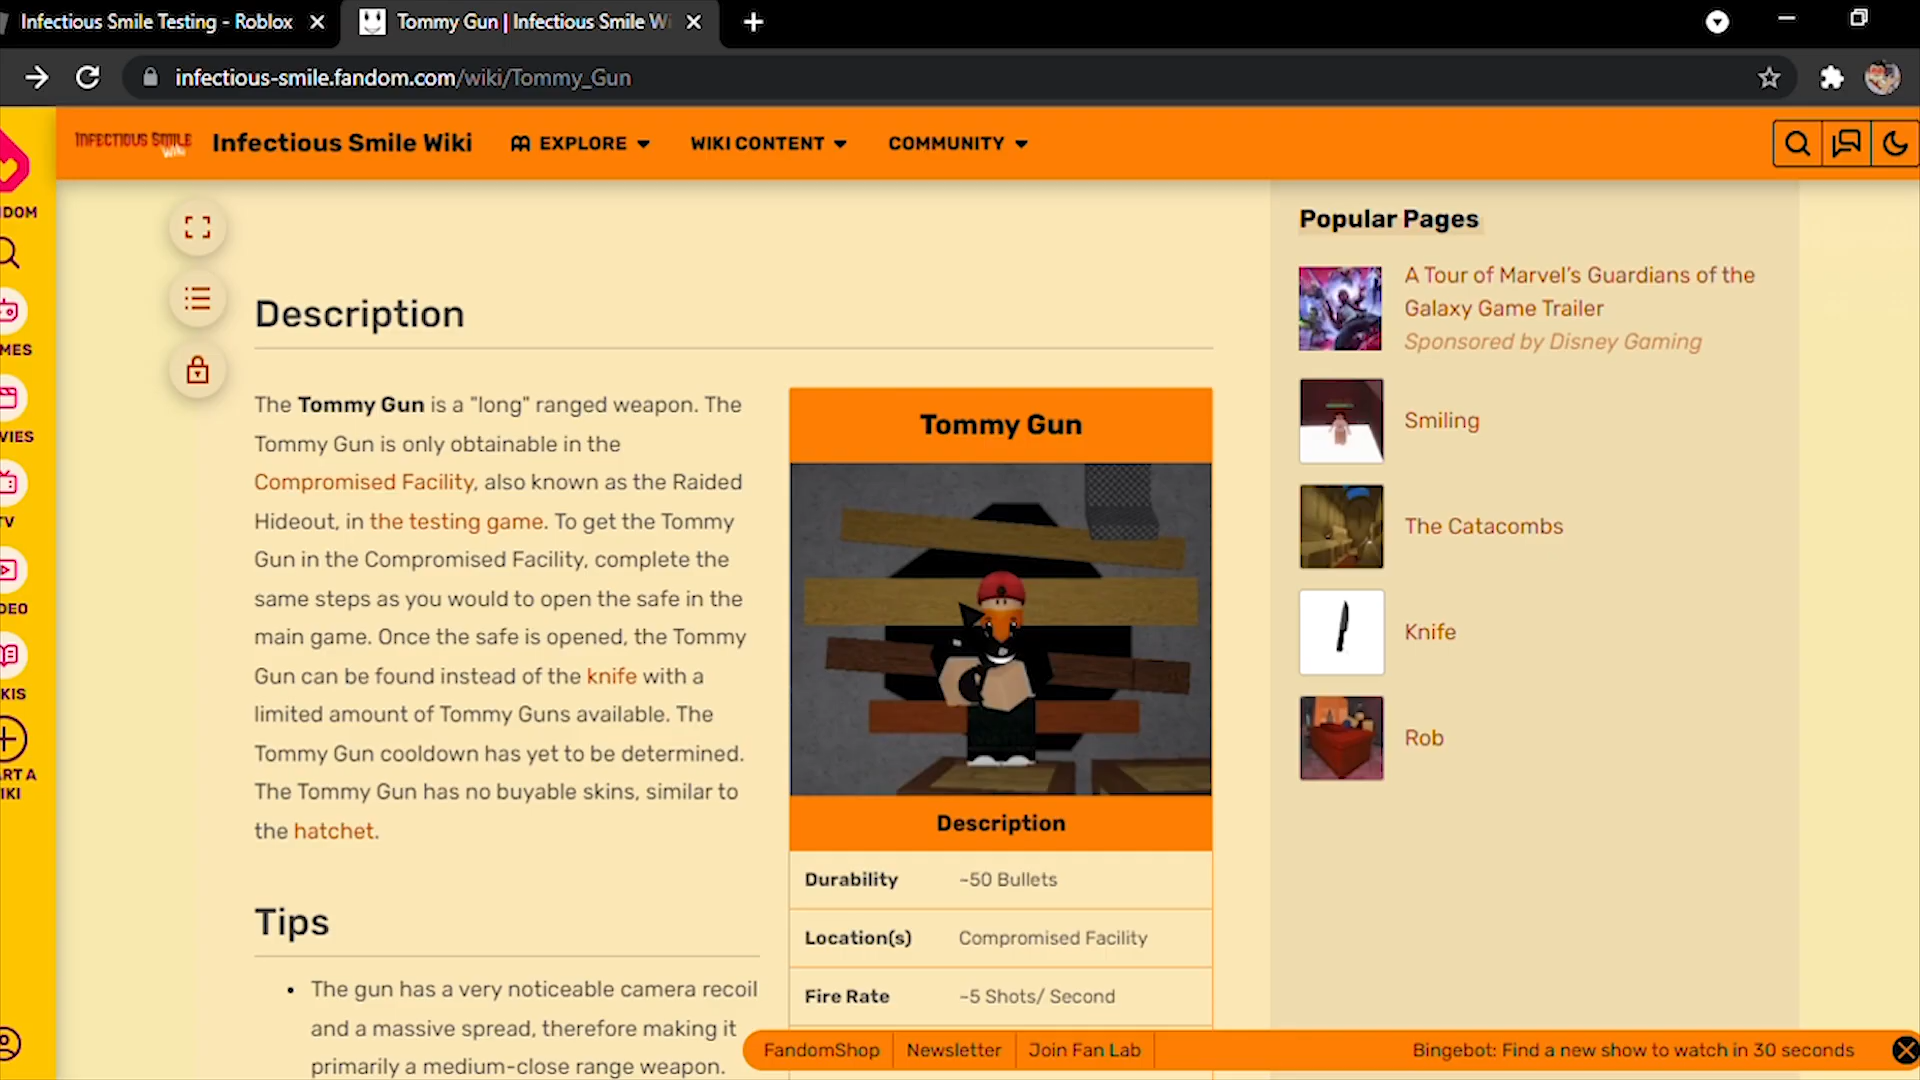 Infectious Smile Testing - Roblox
Tommy Gun | Infectious Smile Wi
infectious-smile.fandom.com/wiki/Tommy_Gun
INFECTIOUS SMILE
WIKI
Infectious Smile Wiki
EXPLORE
WIKI CONTENT
COMMUNITY
DOM
MES
VIES
TV
DEO
KIS
ART A
IKI
Description
The Tommy Gun is a "long" ranged weapon. The
Tommy Gun is only obtainable in the
Compromised Facility, also known as the Raided
Hideout, in the testing game. To get the Tommy
Gun in the Compromised Facility, complete the
same steps as you would to open the safe in the
main game. Once the safe is opened, the Tommy
Gun can be found instead of the knife with a
limited amount of Tommy Guns available. The
Tommy Gun cooldown has yet to be determined.
The Tommy Gun has no buyable skins, similar to
the hatchet.
Tips
• The gun has a very noticeable camera recoil
and a massive spread, therefore making it
primarily a medium-close range weapon.
Tommy Gun
Description
Durability ~50 Bullets
Location(s) Compromised Facility
Fire Rate ~5 Shots/ Second
Popular Pages
A Tour of Marvel's Guardians of the
Galaxy Game Trailer
Sponsored by Disney Gaming
Smiling
The Catacombs
Knife
Rob
FandomShop
Newsletter
Join Fan Lab
Bingebot: Find a new show to watch in 30 seconds